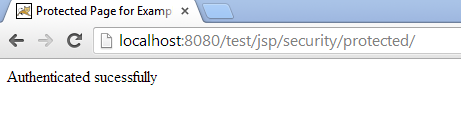 Protected Page for Examp
localhost:8080/test/jsp/security/protected/
Authenticated sucessfully